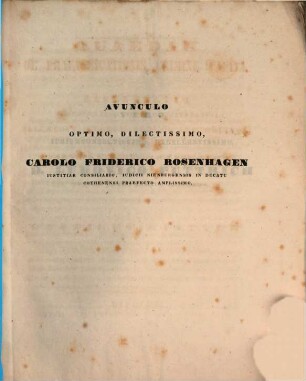 AVUNCULO
OPTIMO, DILECTISSIMO,
CAROLO FRIDERICO ROSENHAGEN
IUSTITIAE CONSILIARIO, IUDICII NIENBURGENSIS IN DUCATU
COTHENENSI PRAEFECTO AMPLISSIMO,